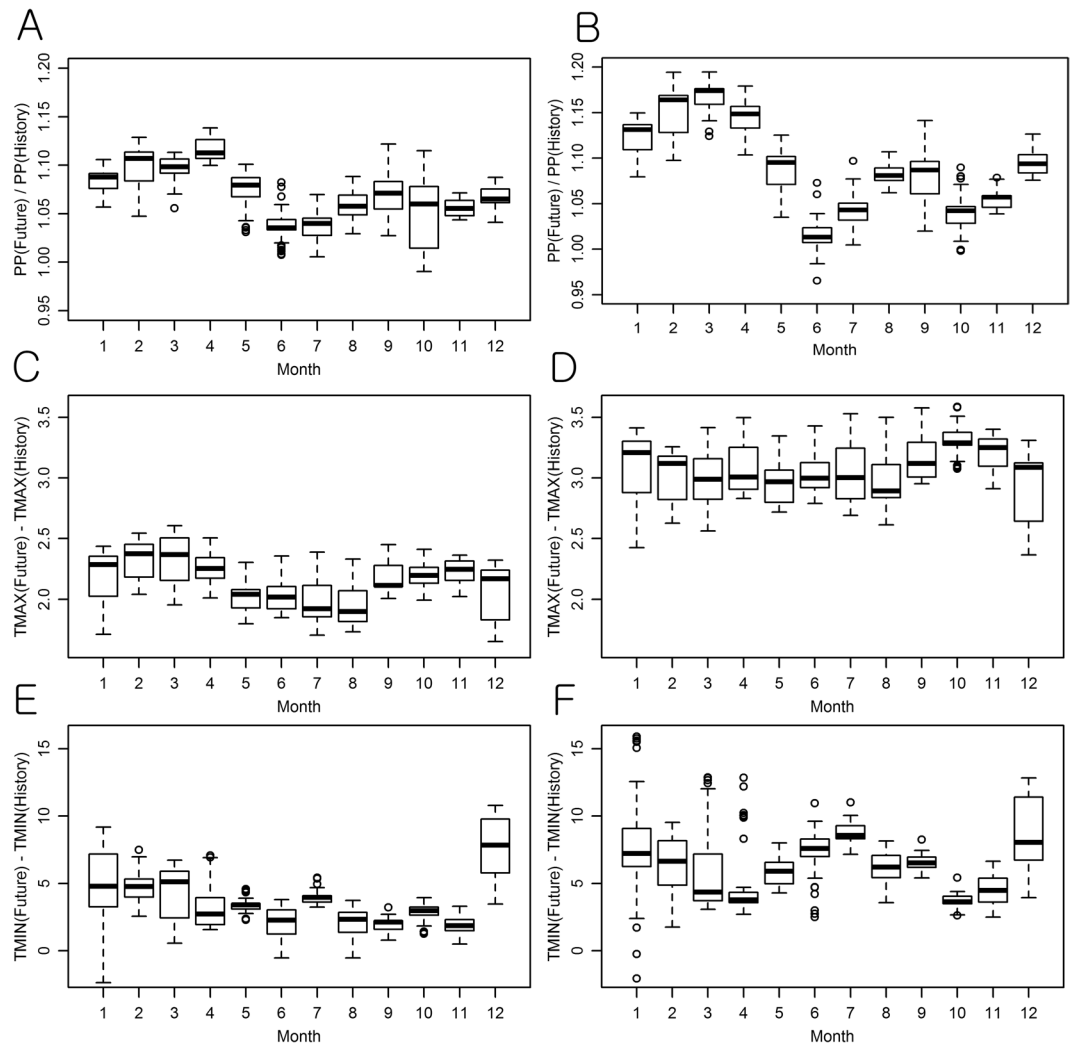 A
PP(Future) / PP(History)
1.20
1.15
1.10
1.05
1.00
0.95
1 2 3 4 5 6 7 8 9 10 11 12
Month
B
PP(Future) / PP(History)
1.20
1.15
1.10
1.05
1.00
0.95
1 2 3 4 5 6 7 8 9 10 11 12
Month
C
TMAX(Future) - TMAX(History)
3.5
3.0
2.5
2.0
1 2 3 4 5 6 7 8 9 10 11 12
Month
D
TMAX(Future) - TMAX(History)
3.5
3.0
2.5
2.0
1 2 3 4 5 6 7 8 9 10 11 12
Month
E
TMIN(Future) - TMIN(History)
15
10
5
0
1 2 3 4 5 6 7 8 9 10 11 12
Month
F
TMIN(Future) - TMIN(History)
15
10
5
0
1 2 3 4 5 6 7 8 9 10 11 12
Month